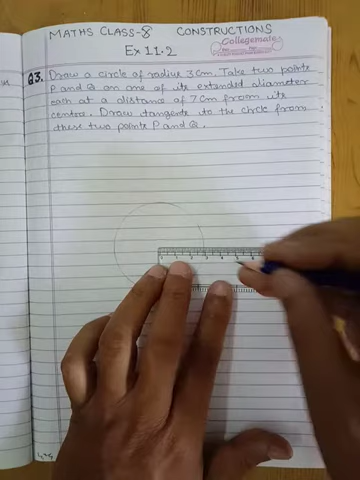 MATHS CLASS-8 CONSTRUCTIONS
Collegemate
Ex 11.2
Q3. Draw a circle of radius 3cm. Take two points
P and Q on one of its extended diameter
each at a distance of 7cm from its
centre. Draw tangents to the circle from
these two points P and Q.